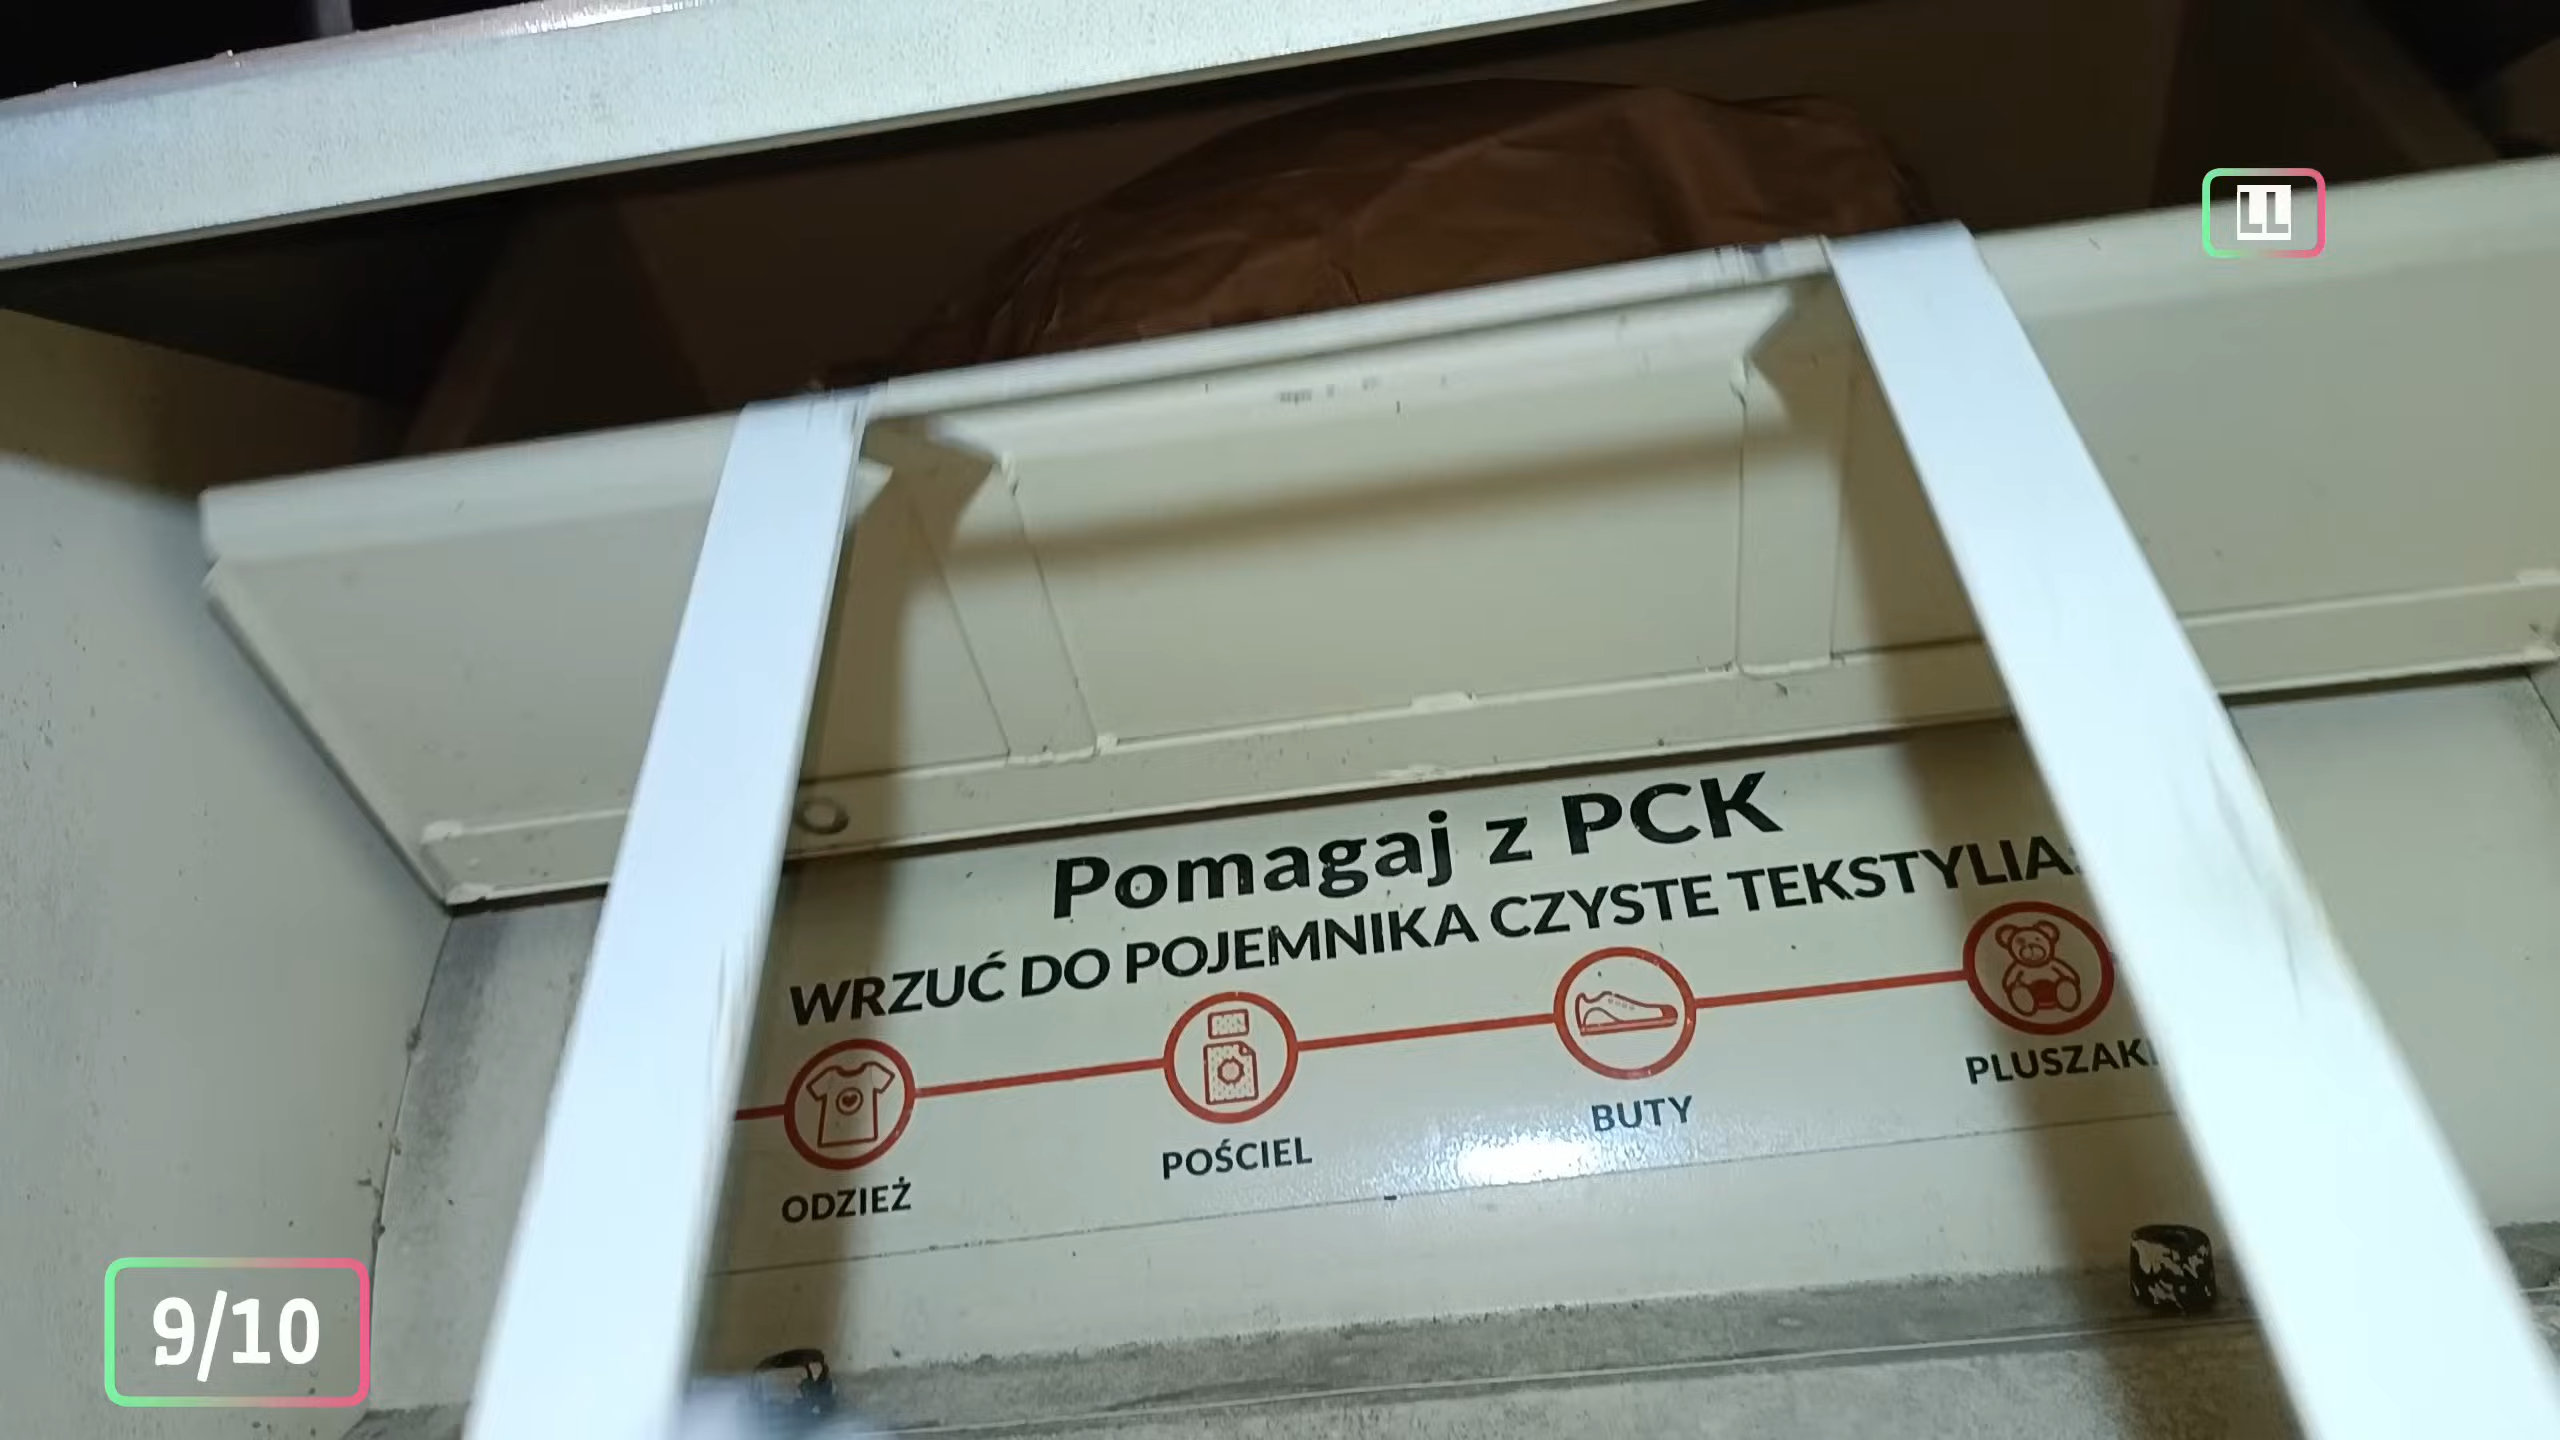 LL
Pomagaj z PCK
WRZUĆ DO POJEMNIKA CZYSTE TEKSTYLIA:
ODZIEŻ
POŚCIEL
BUTY
PLUSZAKI
9/10